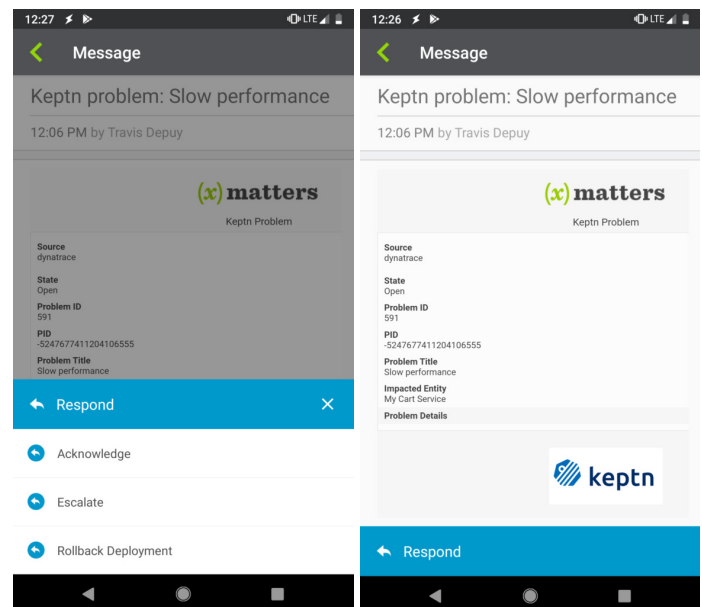 12:27
LTE
Message
Keptn problem: Slow performance
12:06 PM by Travis Depuy
(x) matters
Keptn Problem
Source
dynatrace
State
Open
Problem ID
591
PID
-5247677411204106555
Problem Title
Slow performance
Respond
Acknowledge
Escalate
Rollback Deployment
12:26
LTE
Message
Keptn problem: Slow performance
12:06 PM by Travis Depuy
(x) matters
Keptn Problem
Source
dynatrace
State
Open
Problem ID
591
PID
-5247677411204106555
Problem Title
Slow performance
Impacted Entity
My Cart Service
Problem Details
keptn
Respond